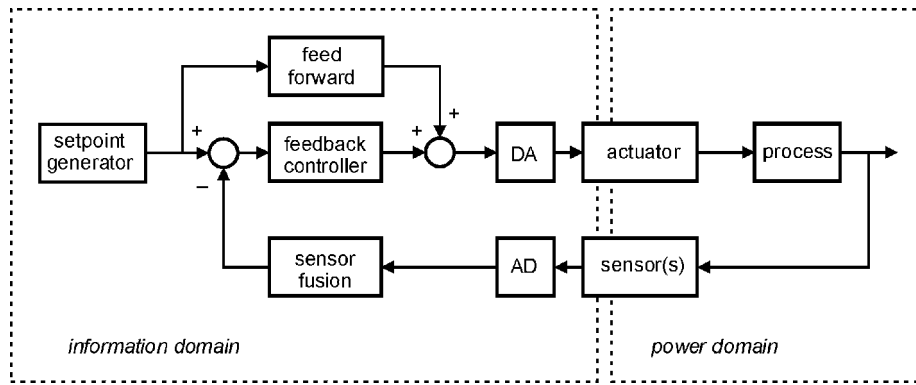 feed
forward
+
+
+
setpoint
generator
feedback
controller
DA
actuator
process
−
sensor
fusion
AD
sensor(s)
information domain
power domain